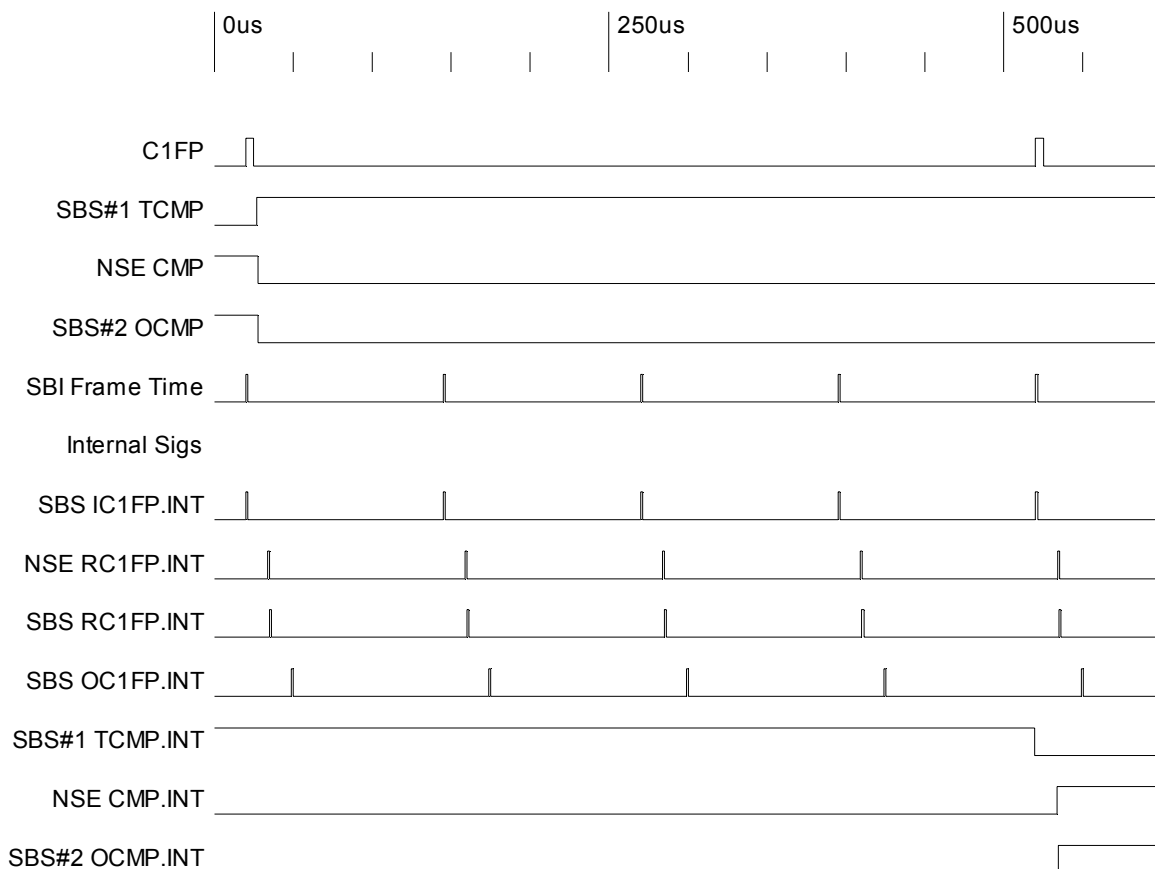 0us 250us 500us
C1FP
SBS#1 TCMP
NSE CMP
SBS#2 OCMP
SBI Frame Time
Internal Sigs
SBS IC1FP.INT
NSE RC1FP.INT
SBS RC1FP.INT
SBS OC1FP.INT
SBS#1 TCMP.INT
NSE CMP.INT
SBS#2 OCMP.INT